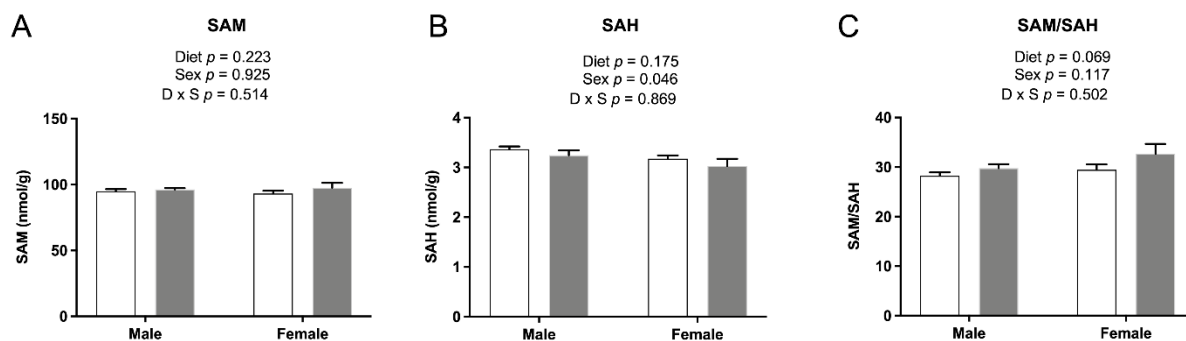 A
SAM
Diet p = 0.223
Sex p = 0.925
D x S p = 0.514
SAM (nmol/g)
150
100
50
0
Male
Female
B
SAH
Diet p = 0.175
Sex p = 0.046
D x S p = 0.869
SAH (nmol/g)
4
3
2
1
0
Male
Female
C
SAM/SAH
Diet p = 0.069
Sex p = 0.117
D x S p = 0.502
SAM/SAH
40
30
20
10
0
Male
Female